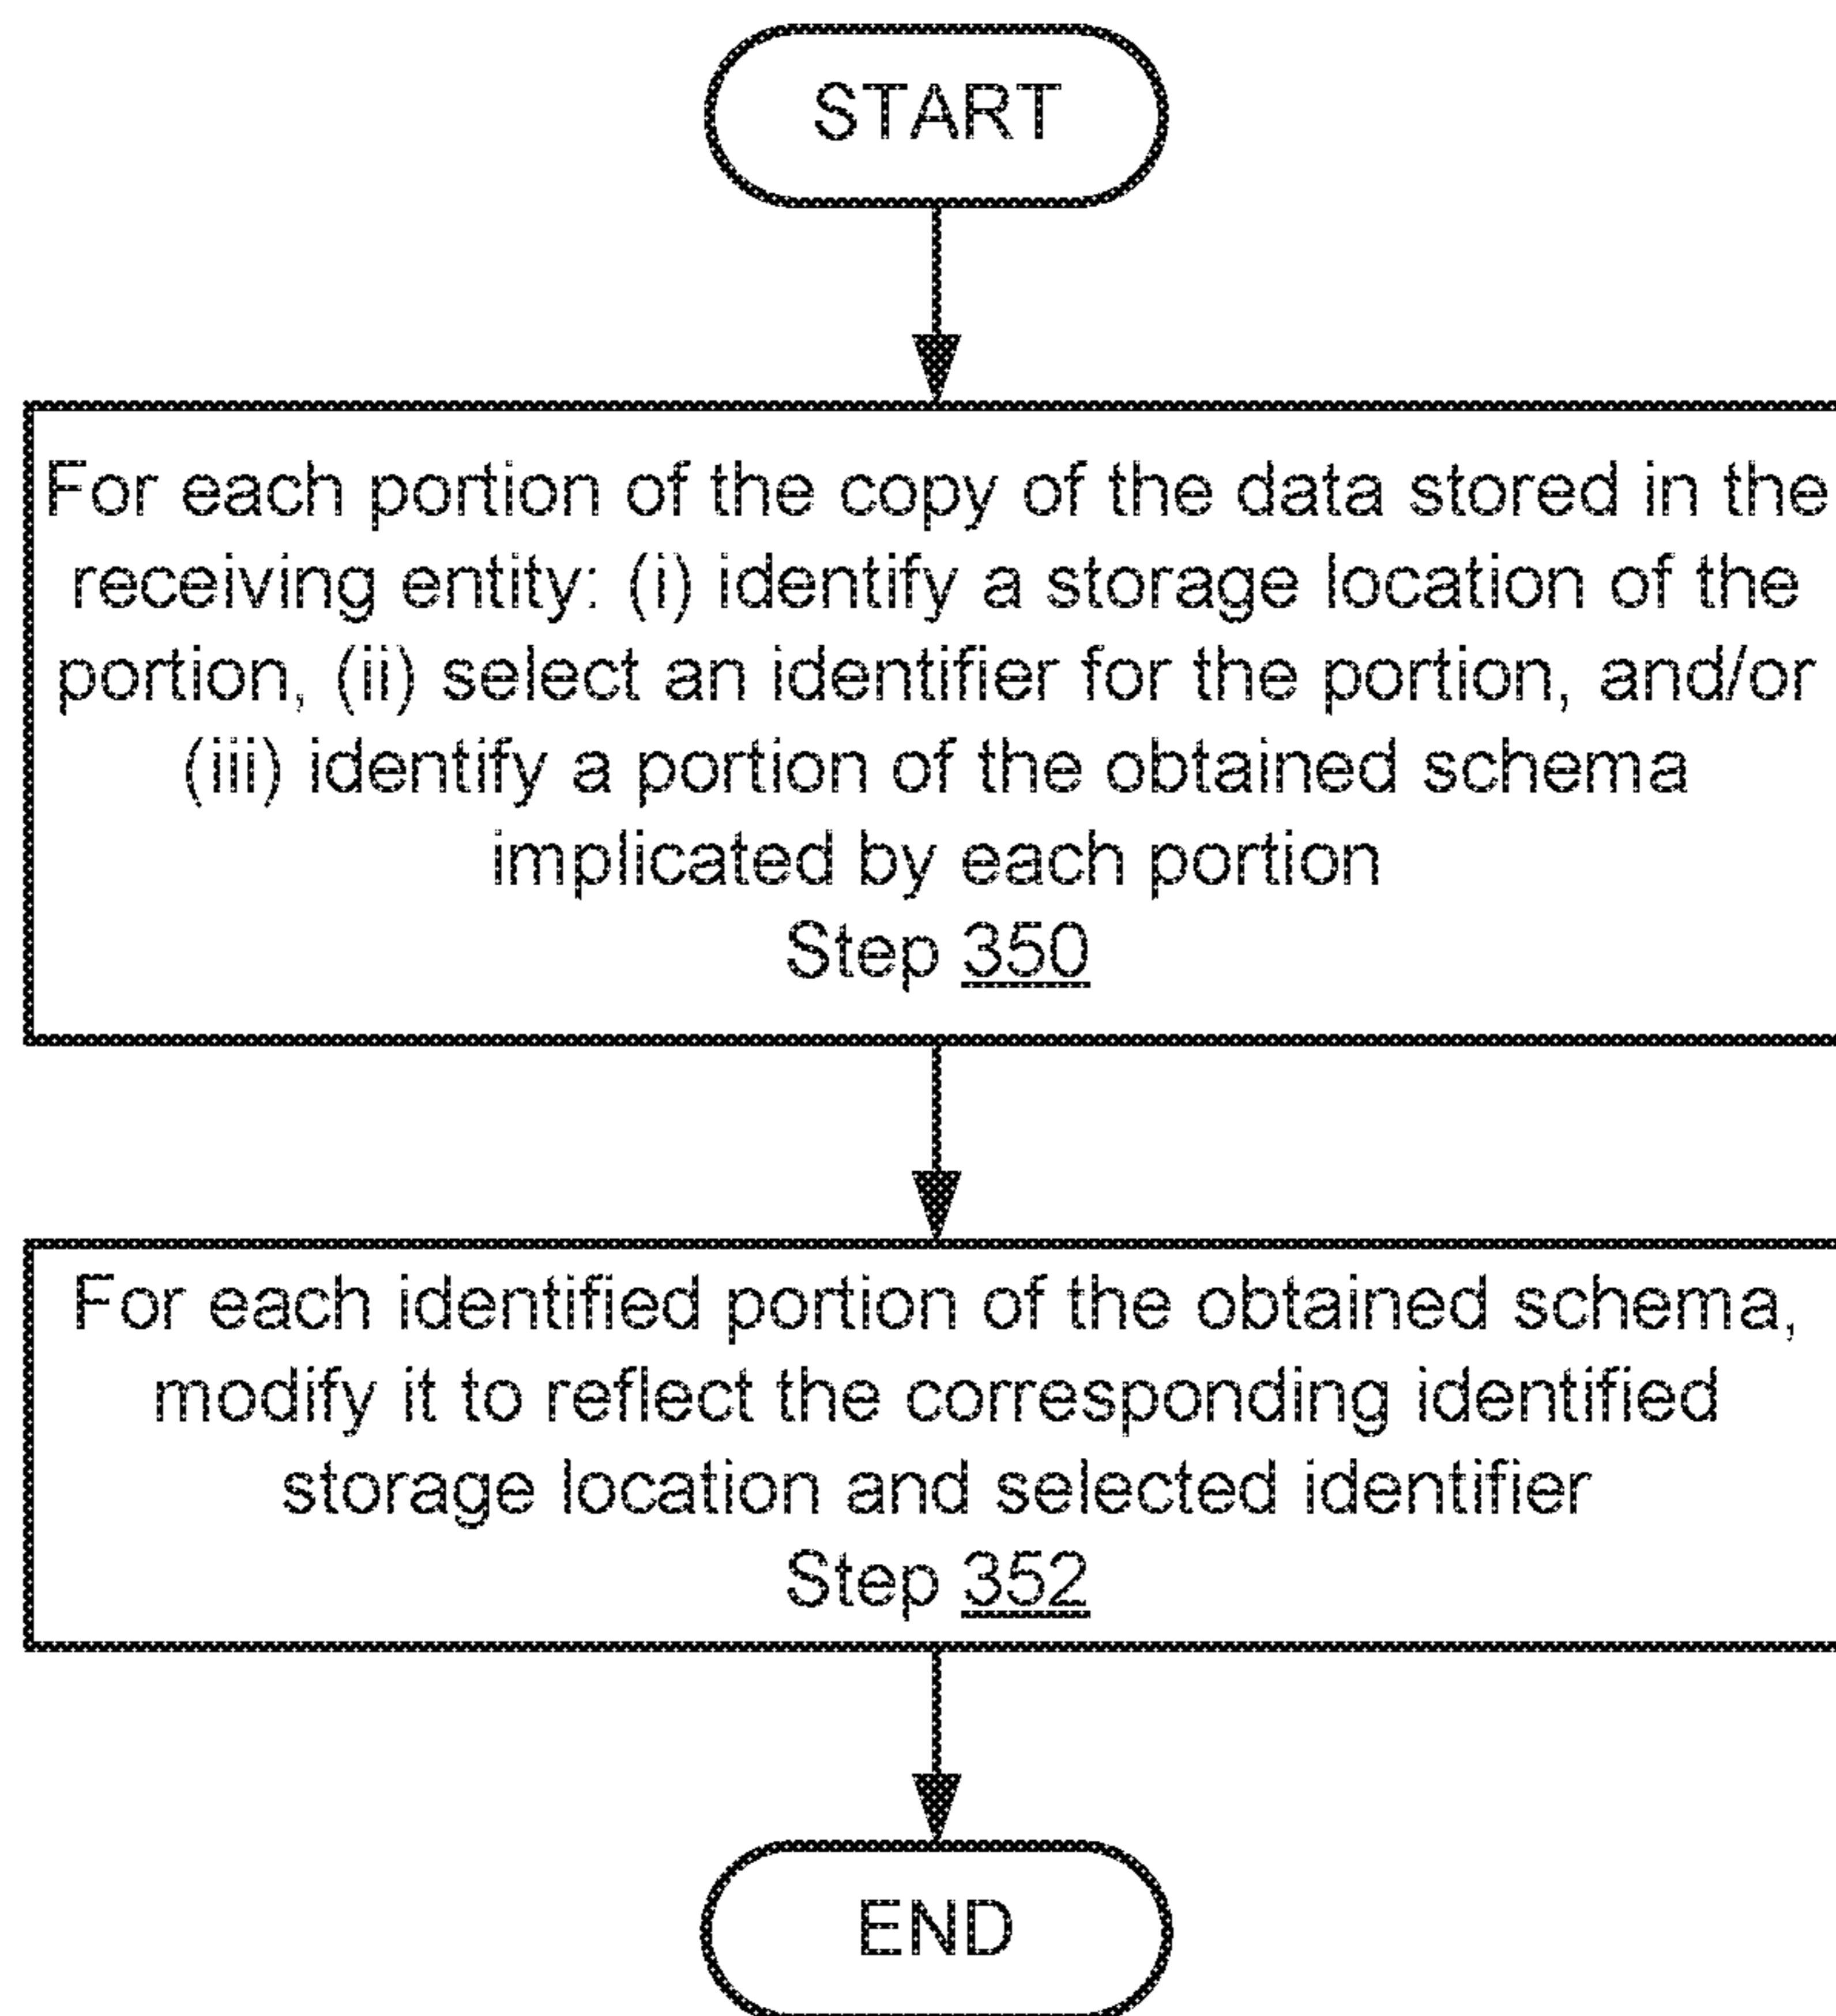 START
For each portion of the copy of the data stored in the
receiving entity: (i) identify a storage location of the
portion, (ii) select an identifier for the portion, and/or
(iii) identify a portion of the obtained schema
implicated by each portion
Step 350
For each identified portion of the obtained schema,
modify it to reflect the corresponding identified
storage location and selected identifier
Step 352
END